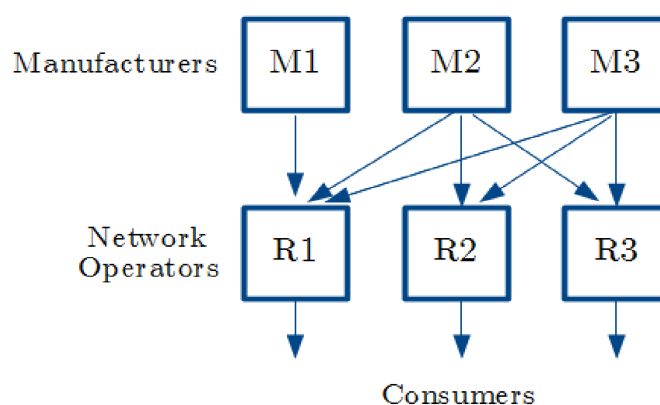 Manufacturers M1 M2 M3
Network
Operators
R1 R2 R3
Consumers